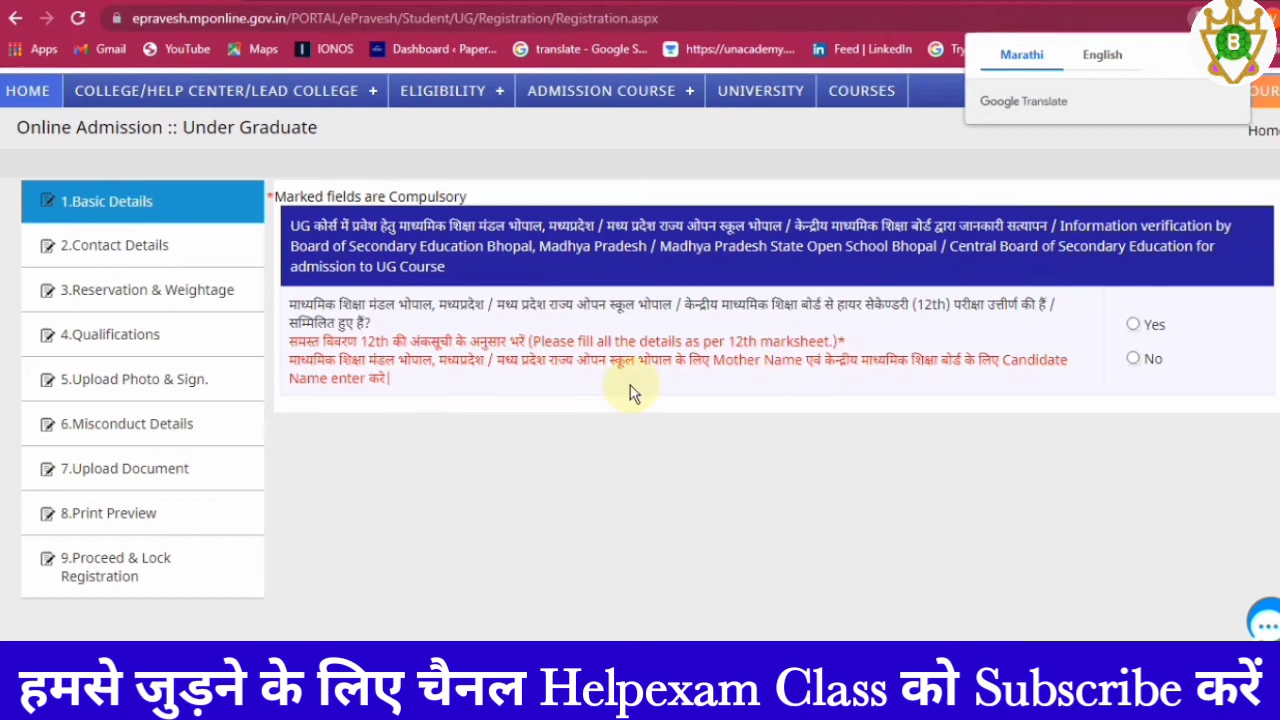 epravesh.mponline.gov.in/PORTAL/ePravesh/Student/UG/Registration/Registration.aspx
Apps Gmail YouTube Maps IONOS Dashboard ‹ Paper... translate - Google S... https://unacademy.... Feed | LinkedIn
Marathi English
Google Translate
B
HOME COLLEGE/HELP CENTER/LEAD COLLEGE + ELIGIBILITY + ADMISSION COURSE + UNIVERSITY COURSES
Online Admission :: Under Graduate
1.Basic Details
2.Contact Details
3.Reservation & Weightage
4.Qualifications
5.Upload Photo & Sign.
6.Misconduct Details
7.Upload Document
8.Print Preview
9.Proceed & Lock
Registration
*Marked fields are Compulsory
UG कोर्स में प्रवेश हेतु माध्यमिक शिक्षा मंडल भोपाल, मध्यप्रदेश / मध्य प्रदेश राज्य ओपन स्कूल भोपाल / केन्द्रीय माध्यमिक शिक्षा बोर्ड द्वारा जानकारी सत्यापन / Information verification by
Board of Secondary Education Bhopal, Madhya Pradesh / Madhya Pradesh State Open School Bhopal / Central Board of Secondary Education for
admission to UG Course
माध्यमिक शिक्षा मंडल भोपाल, मध्यप्रदेश / मध्य प्रदेश राज्य ओपन स्कूल भोपाल / केन्द्रीय माध्यमिक शिक्षा बोर्ड से हायर सेकेण्डरी (12th) परीक्षा उत्तीर्ण की हैं /
सम्मिलित हुए हैं?
समस्त विवरण 12th की अंकसूची के अनुसार भरें (Please fill all the details as per 12th marksheet.)*
माध्यमिक शिक्षा मंडल भोपाल, मध्यप्रदेश / मध्य प्रदेश राज्य ओपन स्कूल भोपाल के लिए Mother Name एवं केन्द्रीय माध्यमिक शिक्षा बोर्ड के लिए Candidate
Name enter करे|
Yes
No
हमसे जुड़ने के लिए चैनल Helpexam Class को Subscribe करें